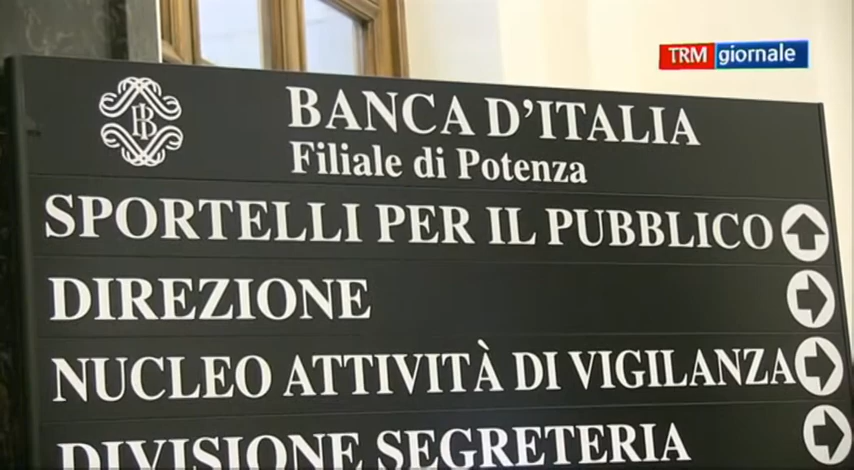 TRM giornale
BANCA D'ITALIA
Filiale di Potenza
SPORTELLI PER IL PUBBLICO
DIREZIONE
NUCLEO ATTIVITÀ DI VIGILANZA
DIVISIONE SEGRETERIA